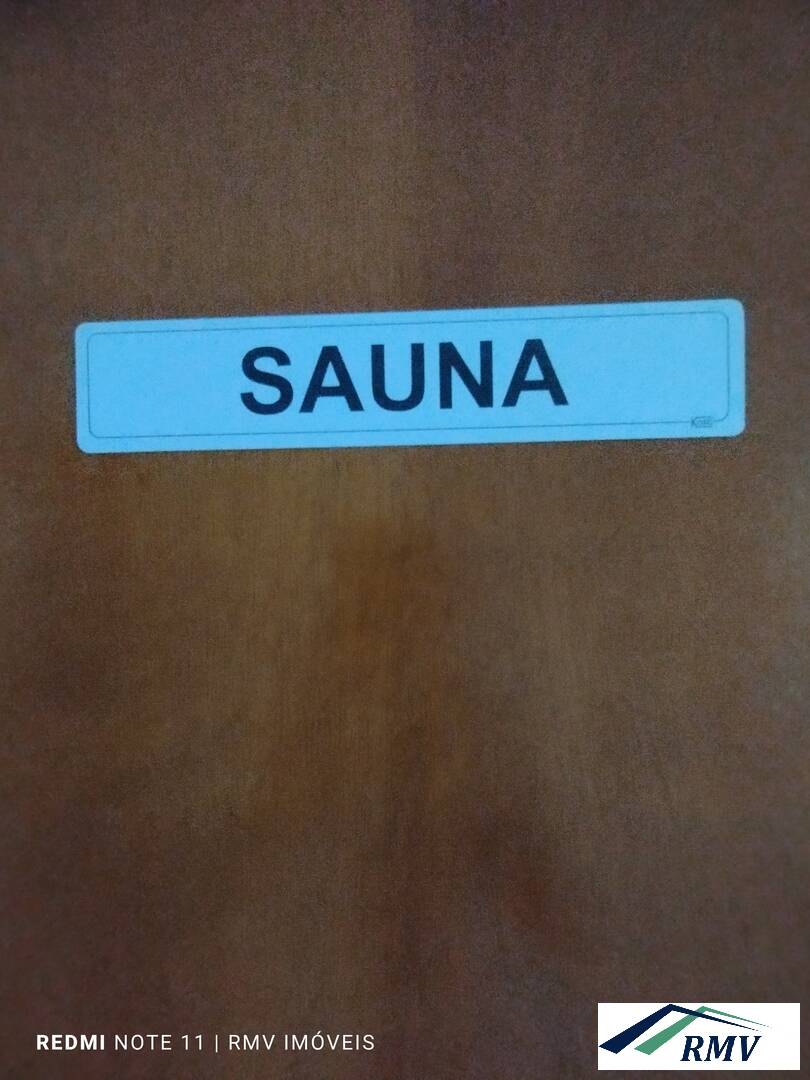 SAUNA
REDMI NOTE 11 | RMV IMÓVEIS
RMV